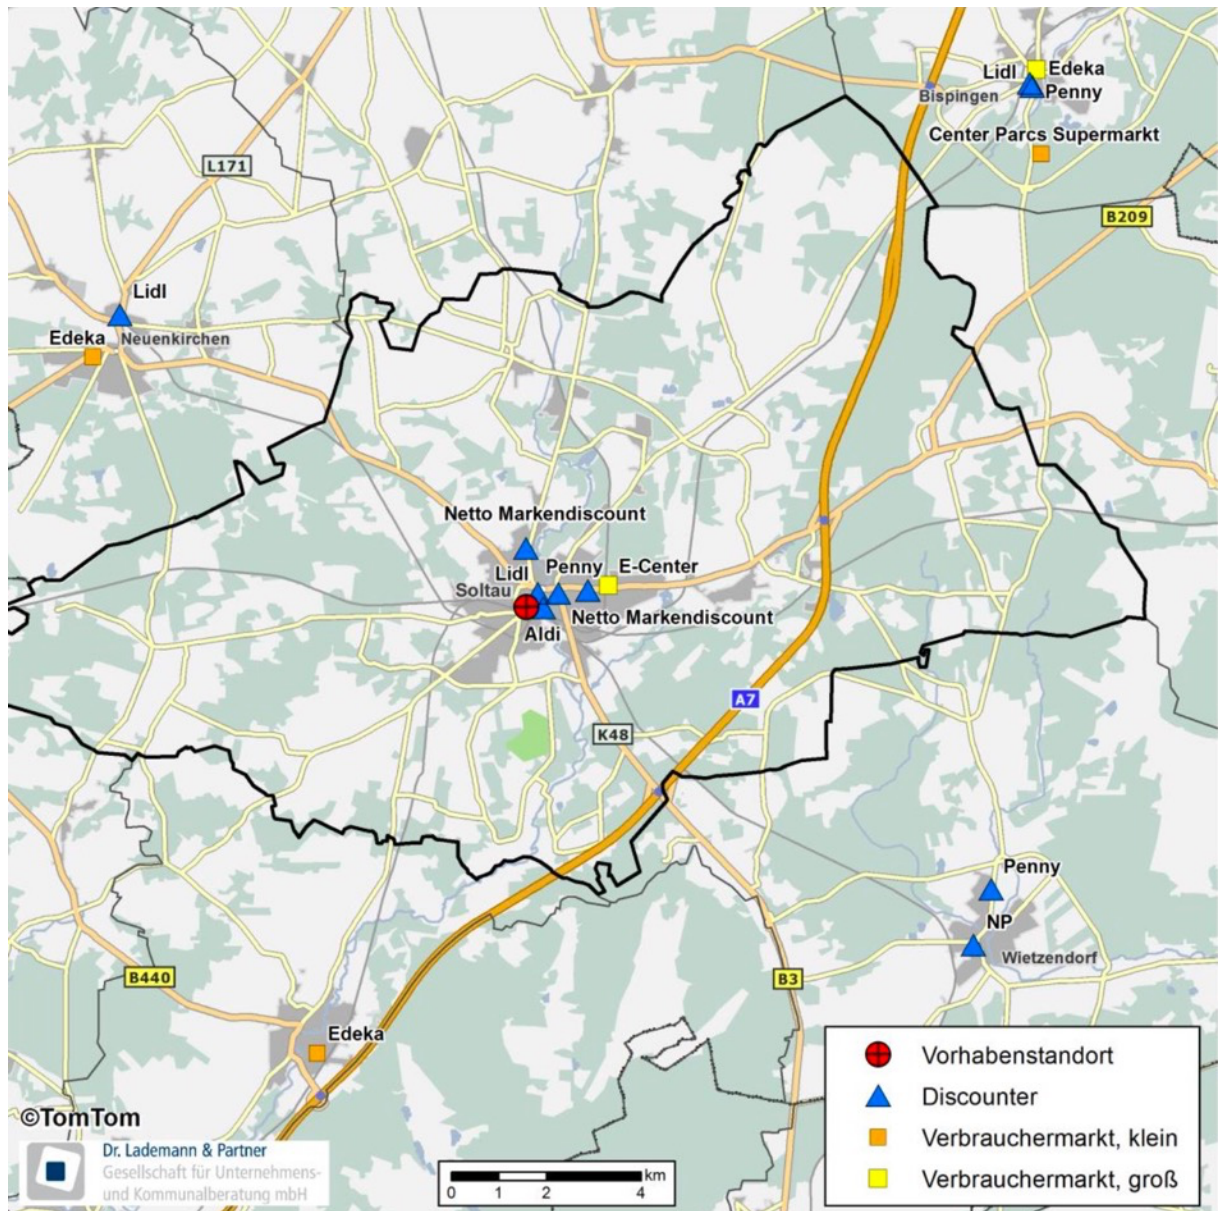 Lidl
Edeka
Bispingen
Penny
Center Parcs Supermarkt
L171
B209
Lidl
Edeka
Neuenkirchen
Netto Markendiscount
Lidl
Penny
E-Center
Soltau
Netto Markendiscount
Aldi
A7
K48
Penny
NP
Wietzendorf
B440
B3
Edeka
Vorhabenstandort
Discounter
Verbrauchermarkt, klein
Verbrauchermarkt, groß
©TomTom
Dr. Lademann & Partner
Gesellschaft für Unternehmens-
und Kommunalberatung mbH
km
0 1 2 4